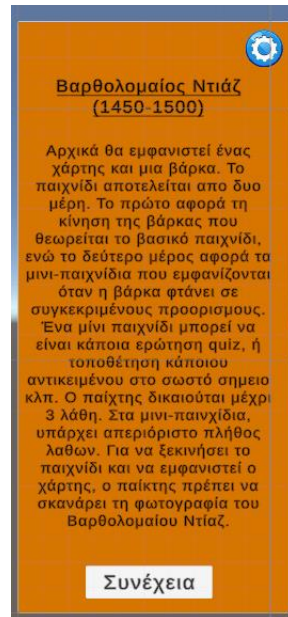 Βαρθολομαίος Ντιάζ
(1450-1500)
Αρχικά θα εμφανιστεί ένας
χάρτης και μια βάρκα. Το
παιχνίδι αποτελείται απο δυο
μέρη. Το πρώτο αφορά τη
κίνηση της βάρκας που
θεωρείται το βασικό παιχνίδι,
ενώ το δεύτερο μέρος αφορά τα
μινι-παιχνίδια που εμφανίζονται
όταν η βάρκα φτάνει σε
συγκεκριμένους προορισμους.
Ένα μίνι παιχνίδι μπορεί να
είναι κάποια ερώτηση quiz, ή
τοποθέτηση κάποιου
αντικειμένου στο σωστό σημειο
κλπ. Ο παίχτης δικαιούται μέχρι
3 λάθη. Στα μινι-παινχίδια,
υπάρχει απεριόριστο πλήθος
λαθων. Για να ξεκινήσει το
παιχνίδι και να εμφανιστεί ο
χάρτης, ο παίκτης πρέπει να
σκανάρει τη φωτογραφία του
Βαρθολομαίου Ντίαζ.
Συνέχεια